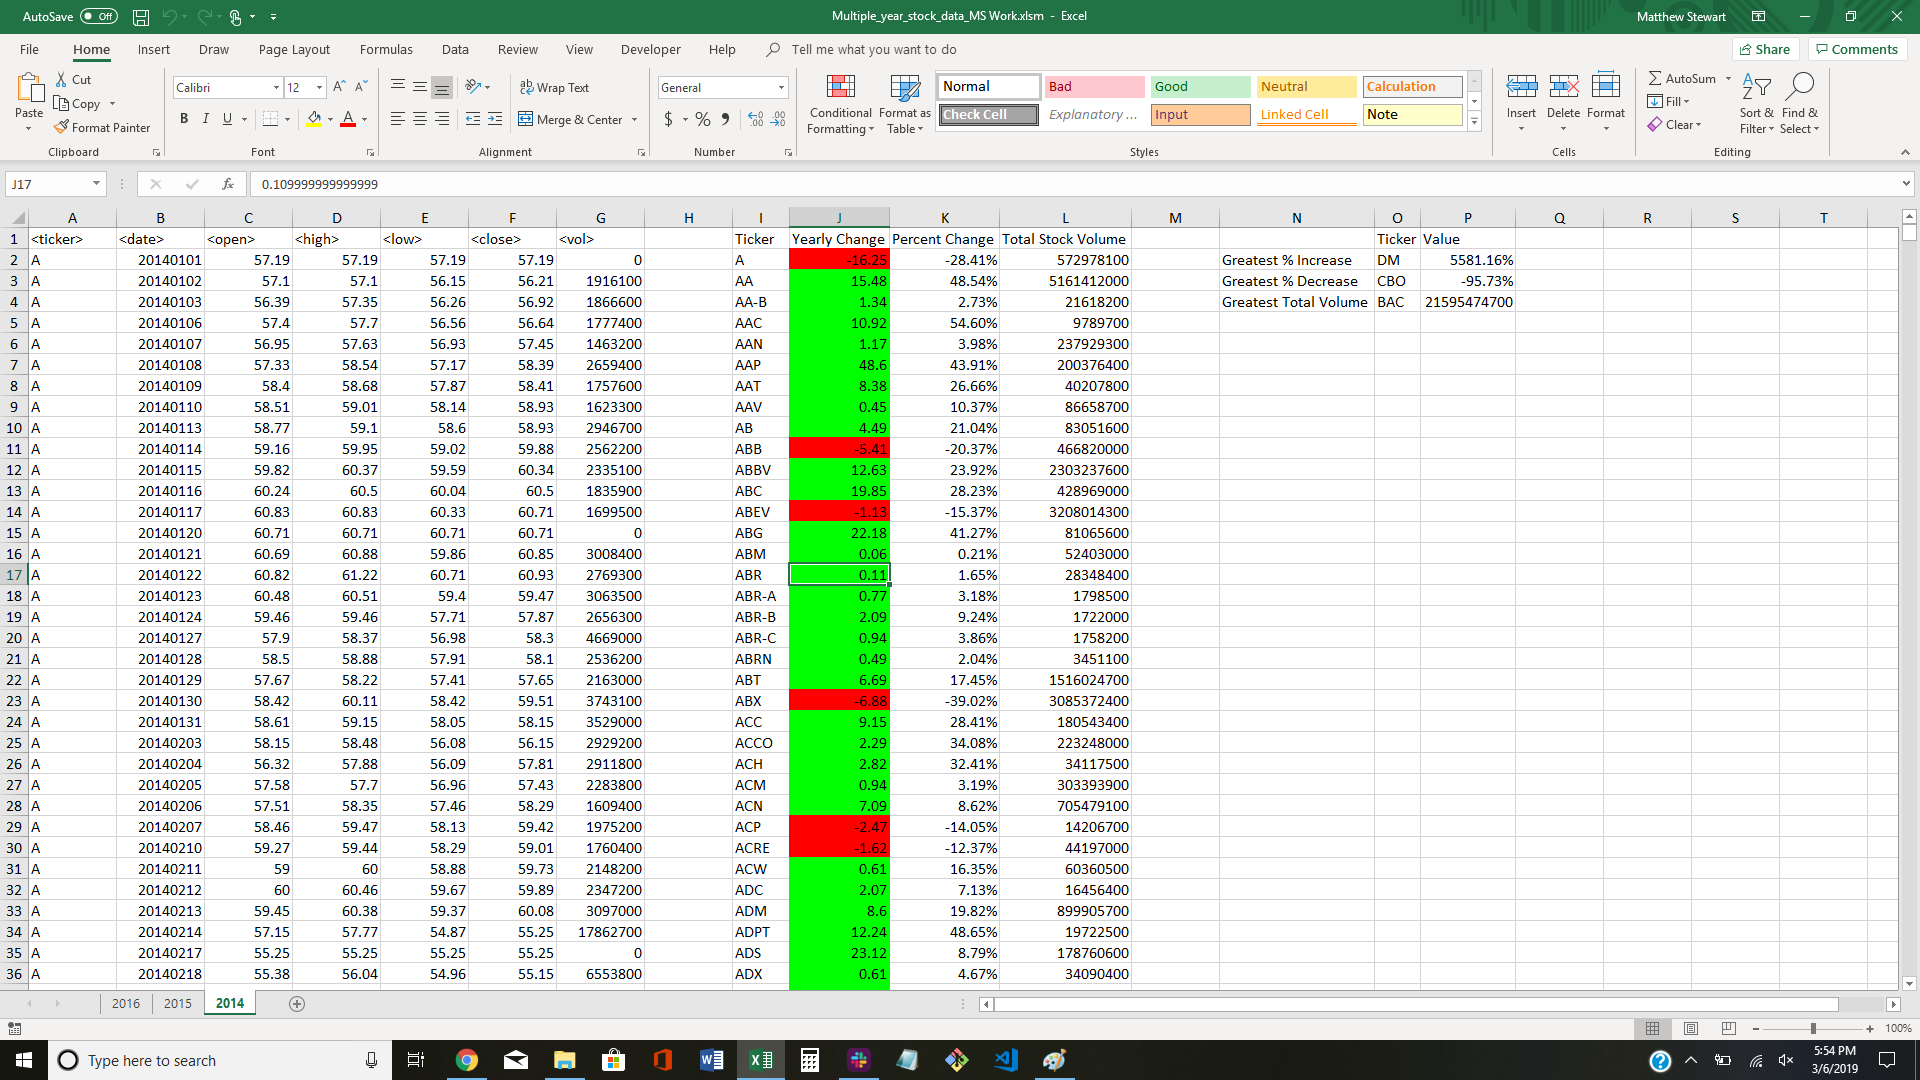 AutoSave Off Multiple_year_stock_data_MS Work.xlsm - Excel Matthew Stewart
File Home Insert Draw Page Layout Formulas Data Review View Developer Help Tell me what you want to do Share Comments
Paste Cut Copy Format Painter
Calibri 12 A A B I U A
Wrap Text Merge & Center
General $ % ,
Conditional Formatting Format as Table
Normal Bad Good Neutral Calculation
Check Cell Explanatory ... Input Linked Cell Note
Insert Delete Format
AutoSum Fill Clear Sort & Filter Find & Select
Clipboard Font Alignment Number Styles Cells Editing
J17 fx 0.109999999999999
A B C D E F G H I J K L M N O P Q R S T
1 <ticker> <date> <open> <high> <low> <close> <vol> Ticker Yearly Change Percent Change Total Stock Volume Ticker Value
2 A 20140101 57.19 57.19 57.19 57.19 0 A -16.25 -28.41% 572978100 Greatest % Increase DM 5581.16%
3 A 20140102 57.1 57.1 56.15 56.21 1916100 AA 15.48 48.54% 5161412000 Greatest % Decrease CBO -95.73%
4 A 20140103 56.39 57.35 56.26 56.92 1866600 AA-B 1.34 2.73% 21618200 Greatest Total Volume BAC 21595474700
5 A 20140106 57.4 57.7 56.56 56.64 1777400 AAC 10.92 54.60% 9789700
6 A 20140107 56.95 57.63 56.93 57.45 1463200 AAN 1.17 3.98% 237929300
7 A 20140108 57.33 58.54 57.17 58.39 2659400 AAP 48.6 43.91% 200376400
8 A 20140109 58.4 58.68 57.87 58.41 1757600 AAT 8.38 26.66% 40207800
9 A 20140110 58.51 59.01 58.14 58.93 1623300 AAV 0.45 10.37% 86658700
10 A 20140113 58.77 59.1 58.6 58.93 2946700 AB 4.49 21.04% 83051600
11 A 20140114 59.16 59.95 59.02 59.88 2562200 ABB -5.41 -20.37% 466820000
12 A 20140115 59.82 60.37 59.59 60.34 2335100 ABBV 12.63 23.92% 2303237600
13 A 20140116 60.24 60.5 60.04 60.5 1835900 ABC 19.85 28.23% 428969000
14 A 20140117 60.83 60.83 60.33 60.71 1699500 ABEV -1.13 -15.37% 3208014300
15 A 20140120 60.71 60.71 60.71 60.71 0 ABG 22.18 41.27% 81065600
16 A 20140121 60.69 60.88 59.86 60.85 3008400 ABM 0.06 0.21% 52403000
17 A 20140122 60.82 61.22 60.71 60.93 2769300 ABR 0.11 1.65% 28348400
18 A 20140123 60.48 60.51 59.4 59.47 3063500 ABR-A 0.77 3.18% 1798500
19 A 20140124 59.46 59.46 57.71 57.87 2656300 ABR-B 2.09 9.24% 1722000
20 A 20140127 57.9 58.37 56.98 58.3 4669000 ABR-C 0.94 3.86% 1758200
21 A 20140128 58.5 58.88 57.91 58.1 2536200 ABRN 0.49 2.04% 3451100
22 A 20140129 57.67 58.22 57.41 57.65 2163000 ABT 6.69 17.45% 1516024700
23 A 20140130 58.42 60.11 58.42 59.51 3743100 ABX -6.88 -39.02% 3085372400
24 A 20140131 58.61 59.15 58.05 58.15 3529000 ACC 9.15 28.41% 180543400
25 A 20140203 58.15 58.48 56.08 56.15 2929200 ACCO 2.29 34.08% 223248000
26 A 20140204 56.32 57.88 56.09 57.81 2911800 ACH 2.82 32.41% 34117500
27 A 20140205 57.58 57.7 56.96 57.43 2283800 ACM 0.94 3.19% 303393900
28 A 20140206 57.51 58.35 57.46 58.29 1609400 ACN 7.09 8.62% 705479100
29 A 20140207 58.46 59.47 58.13 59.42 1975200 ACP -2.47 -14.05% 14206700
30 A 20140210 59.27 59.44 58.29 59.01 1760400 ACRE -1.62 -12.37% 44197000
31 A 20140211 59 60 58.88 59.73 2148200 ACW 0.61 16.35% 60360500
32 A 20140212 60 60.46 59.67 59.89 2347200 ADC 2.07 7.13% 16456400
33 A 20140213 59.45 60.38 59.37 60.08 3097000 ADM 8.6 19.82% 899905700
34 A 20140214 57.15 57.77 54.87 55.25 17862700 ADPT 12.24 48.65% 19722500
35 A 20140217 55.25 55.25 55.25 55.25 0 ADS 23.12 8.79% 178760600
36 A 20140218 55.38 56.04 54.96 55.15 6553800 ADX 0.61 4.67% 34090400
2016 2015 2014
100%
Type here to search
5:54 PM
3/6/2019